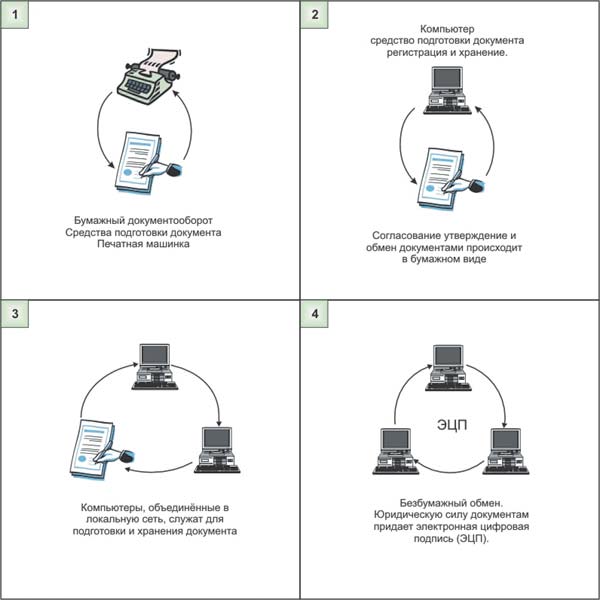 1
Бумажный документооборот
Средства подготовки документа
Печатная машинка
2
Компьютер
средство подготовки документа
регистрация и хранение.
Согласование утверждение и
обмен документами происходит
в бумажном виде
3
Компьютеры, объединённые в
локальную сеть, служат для
подготовки и хранения документа
4
ЭЦП
Безбумажный обмен.
Юридическую силу документам
придает электронная цифровая
подпись (ЭЦП).